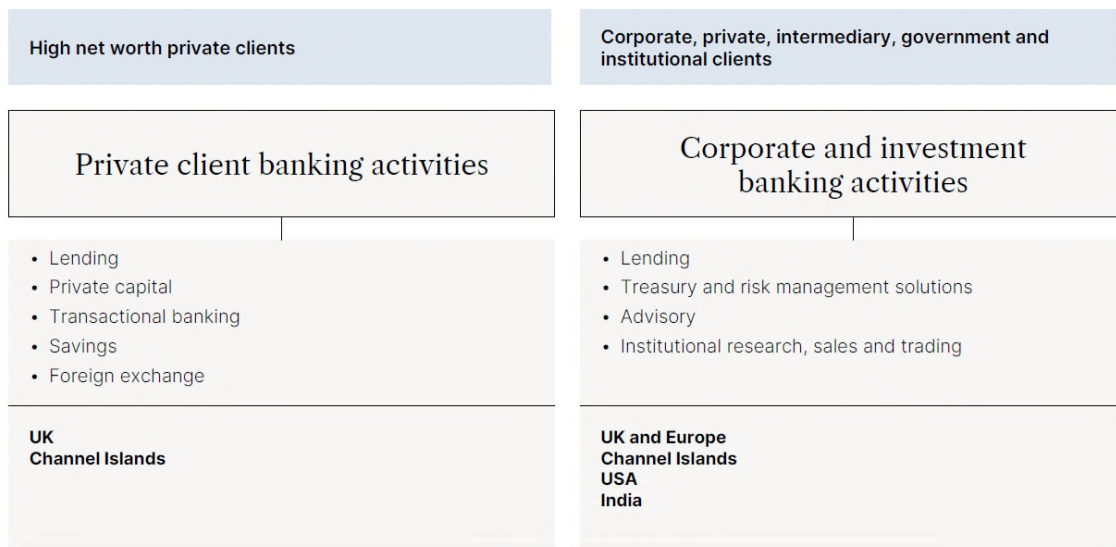 High net worth private clients
Private client banking activities
• Lending
• Private capital
• Transactional banking
• Savings
• Foreign exchange
UK
Channel Islands
Corporate, private, intermediary, government and
institutional clients
Corporate and investment
banking activities
• Lending
• Treasury and risk management solutions
• Advisory
• Institutional research, sales and trading
UK and Europe
Channel Islands
USA
India